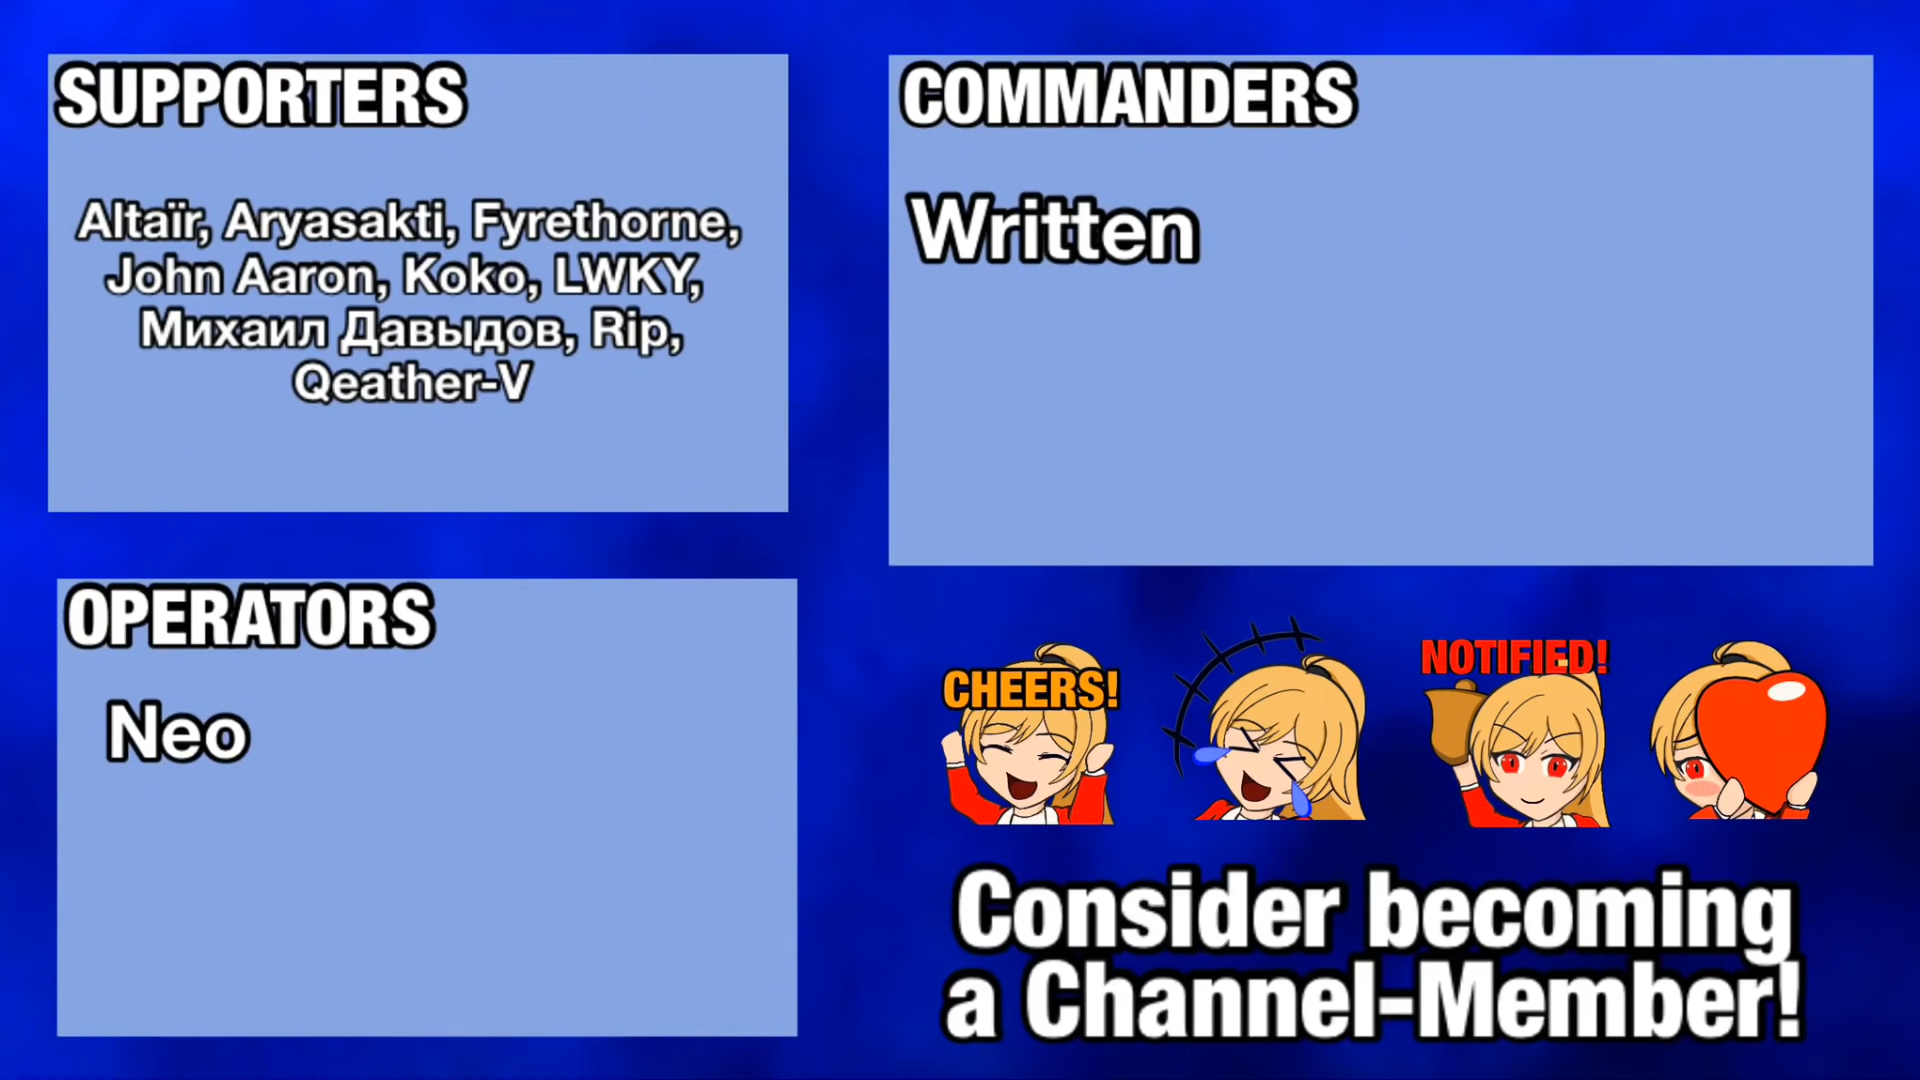 SUPPORTERS
Altaïr, Aryasakti, Fyrethorne,
John Aaron, Koko, LWKY,
Михаил Давыдов, Rip,
Qeather-V
COMMANDERS
Written
OPERATORS
Neo
CHEERS!
NOTIFIED!
Consider becoming
a Channel-Member!